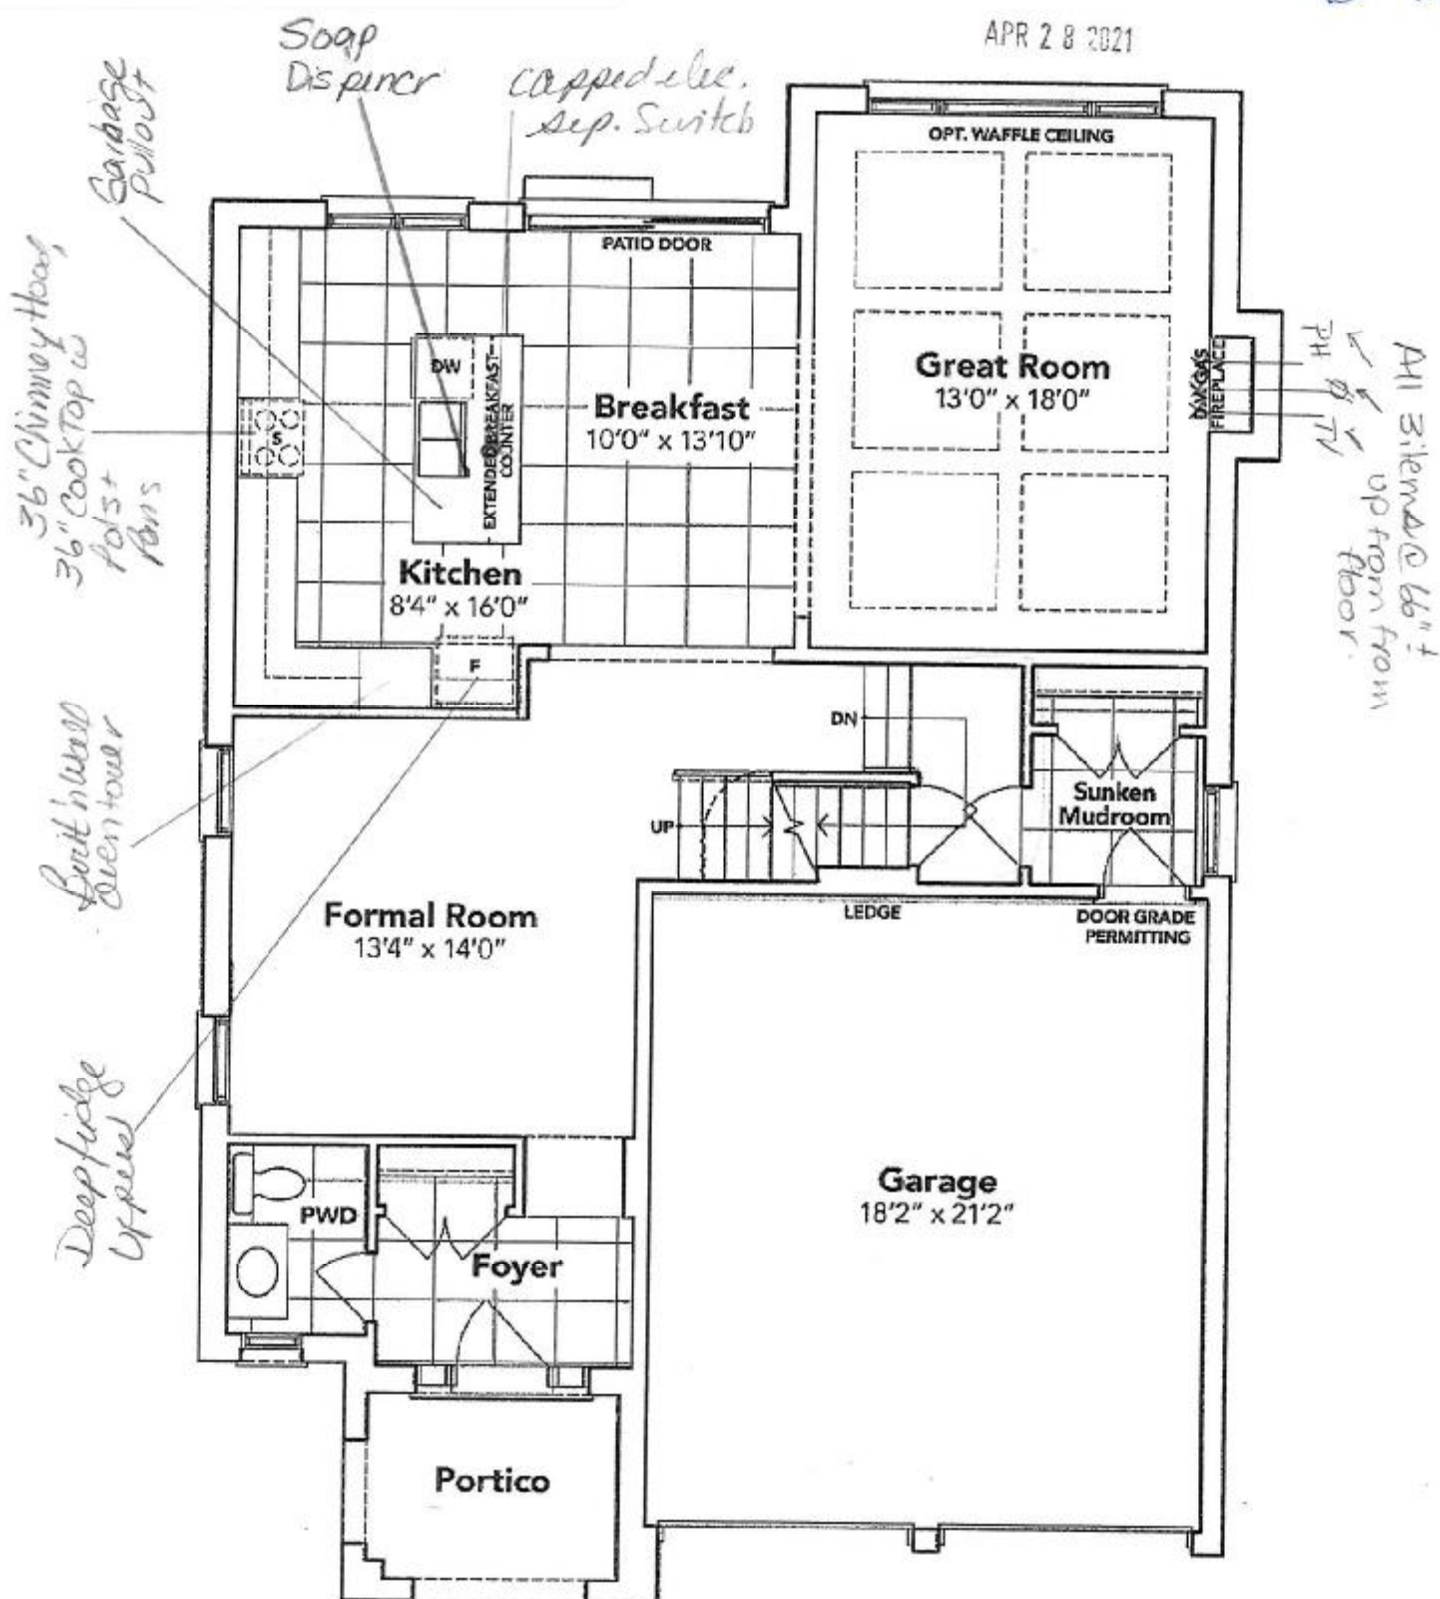 APR 28 2021
Soap
Dispencr
capped elec.
sep. Switch
Garbage
pullout
OPT. WAFFLE CEILING
PATIO DOOR
36" Chimney Hood,
36" CookTop w
Pots +
Pans
DW
EXTENDED BREAKFAST
COUNTER
S
Breakfast
10'0" x 13'10"
Great Room
13'0" x 18'0"
GAS
FIREPLACE
PH
TV
All 3 items @ 66" ±
up from from
floor.
Kitchen
8'4" x 16'0"
F
Built in wall
oven tower
DN
UP
Sunken
Mudroom
Formal Room
13'4" x 14'0"
LEDGE
DOOR GRADE
PERMITTING
Deep fridge
Uppers
PWD
Foyer
Garage
18'2" x 21'2"
Portico